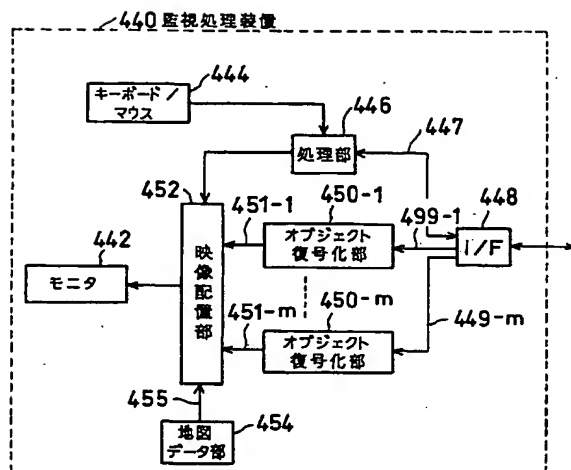 440 監視処理装置
444
キーボード/
マウス
446
447
処理部
452
451-1
450-1
499-1
448
オブジェクト
復号化部
I/F
442
モニタ
映像配置部
451-m
450-m
オブジェクト
復号化部
449-m
455
454
地図
データ部